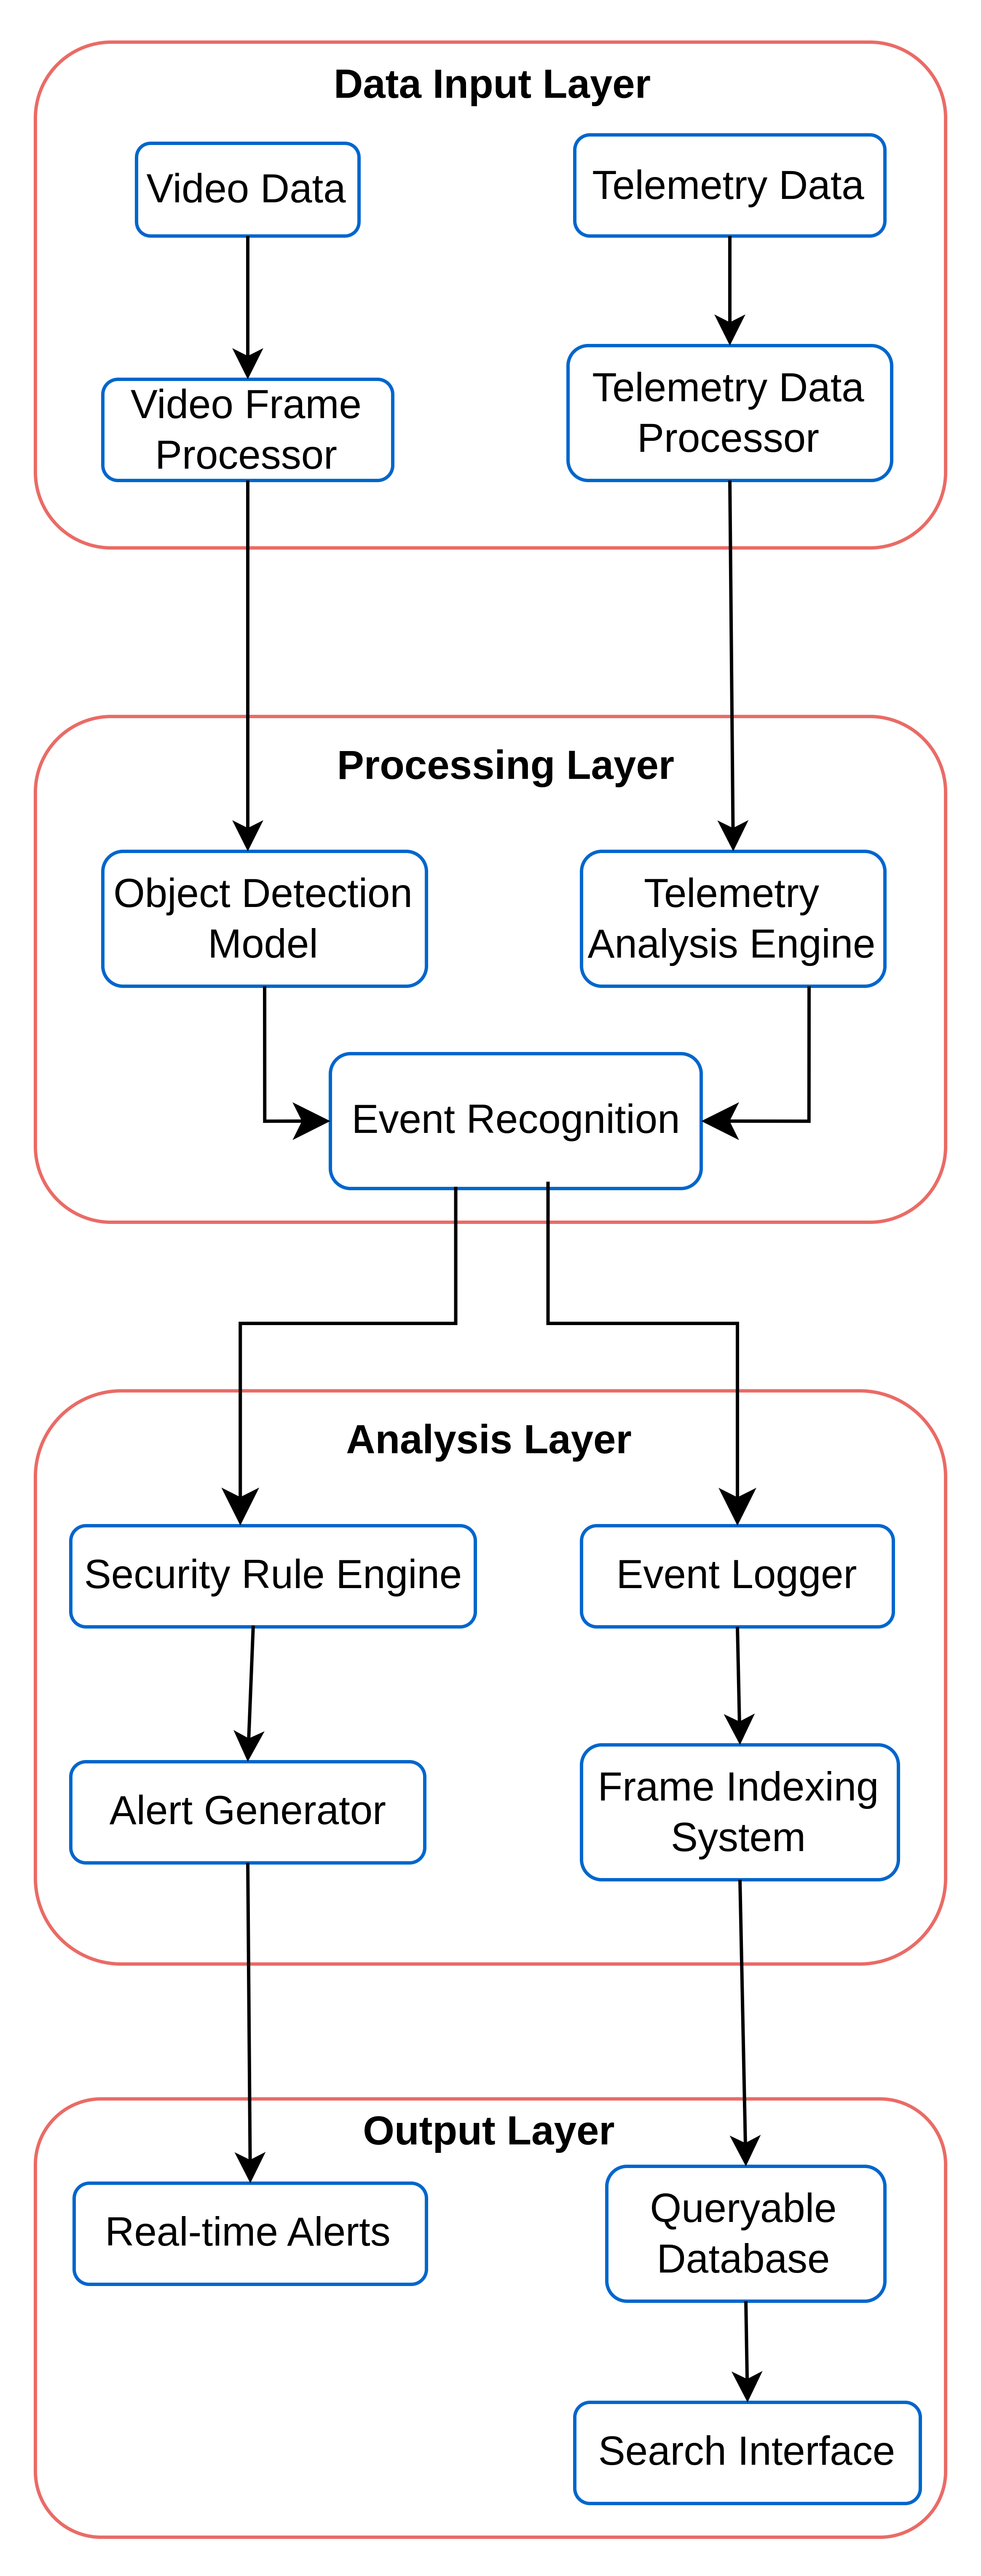 Data Input Layer
Video Data
Telemetry Data
Video Frame
Processor
Telemetry Data
Processor
Processing Layer
Object Detection
Model
Telemetry
Analysis Engine
Event Recognition
Analysis Layer
Security Rule Engine
Event Logger
Alert Generator
Frame Indexing
System
Output Layer
Real-time Alerts
Queryable
Database
Search Interface